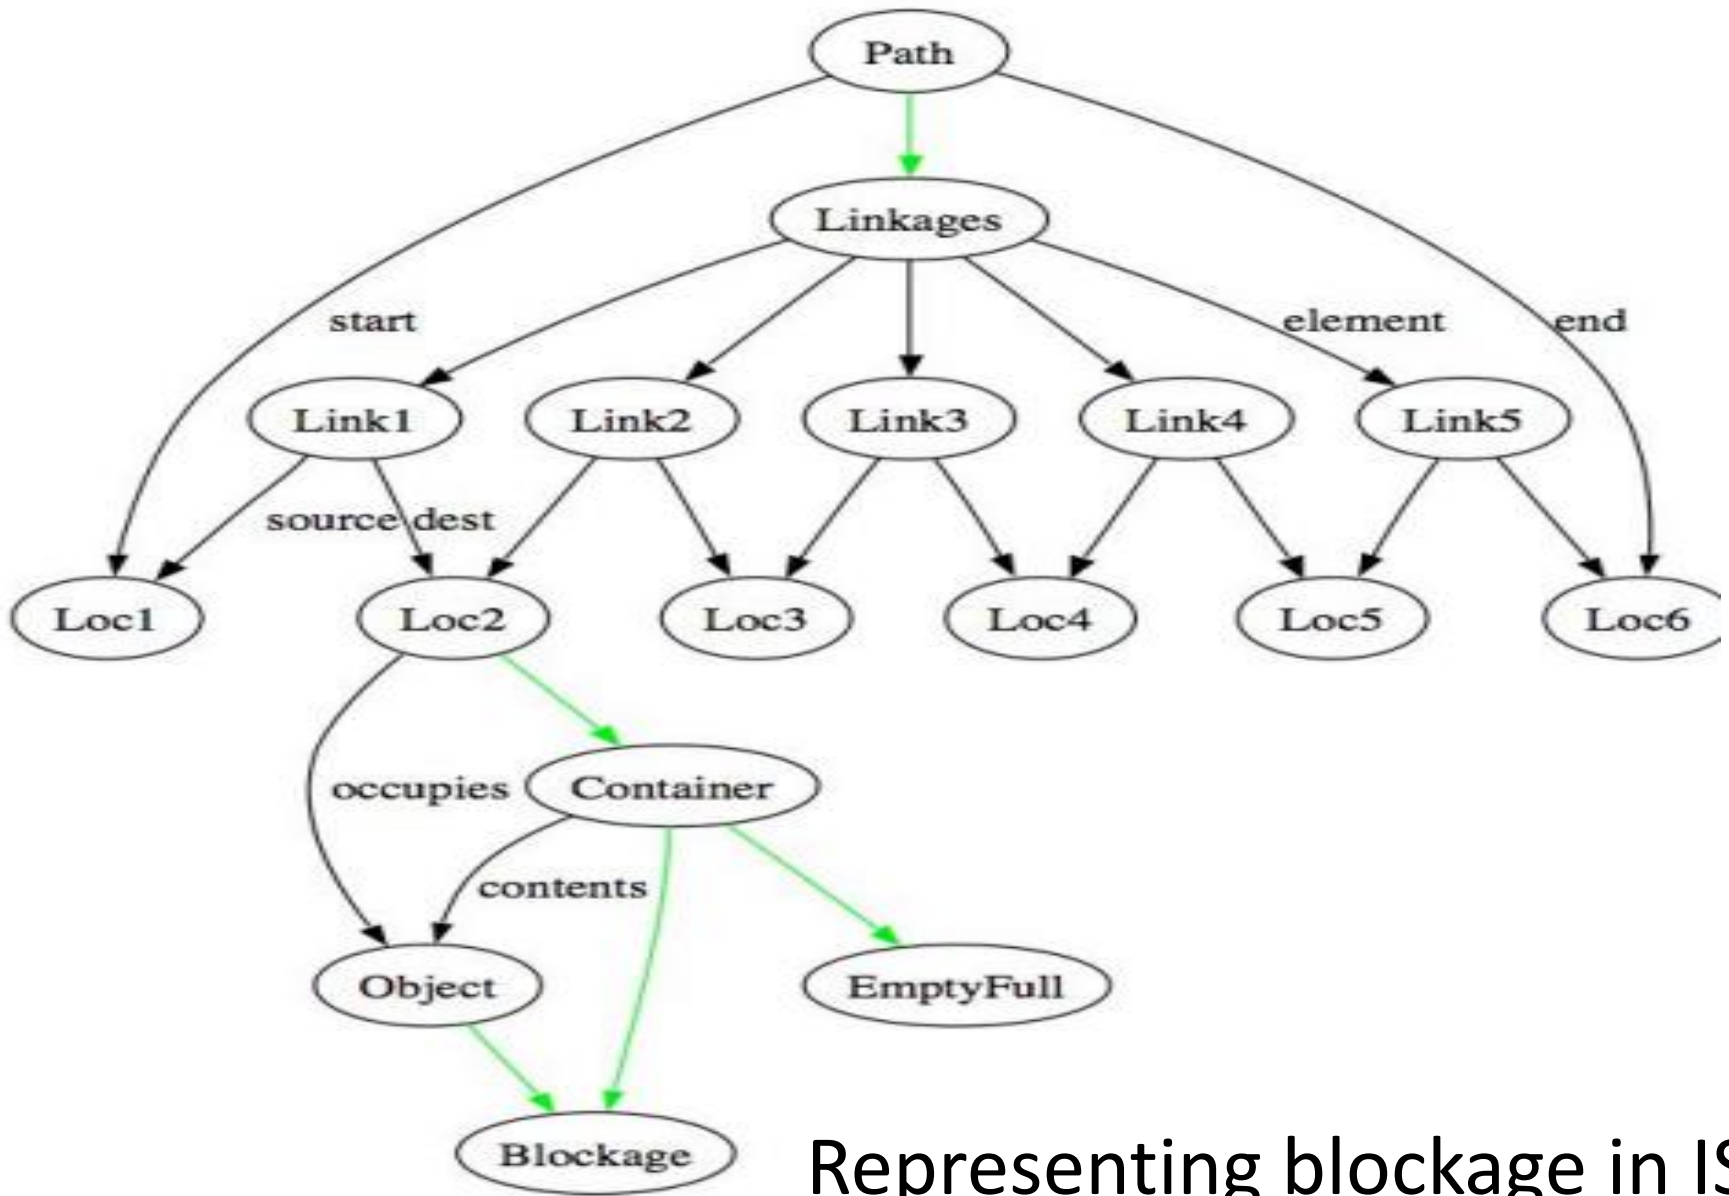 Path
Linkages
start
element
end
Link1
Link2
Link3
Link4
Link5
source dest
Loc1
Loc2
Loc3
Loc4
Loc5
Loc6
occupies
Container
contents
Object
EmptyFull
Blockage
Representing blockage in IS